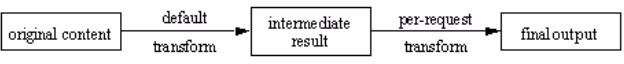 original content
default
transform
intermediate
result
per-request
transform
final output